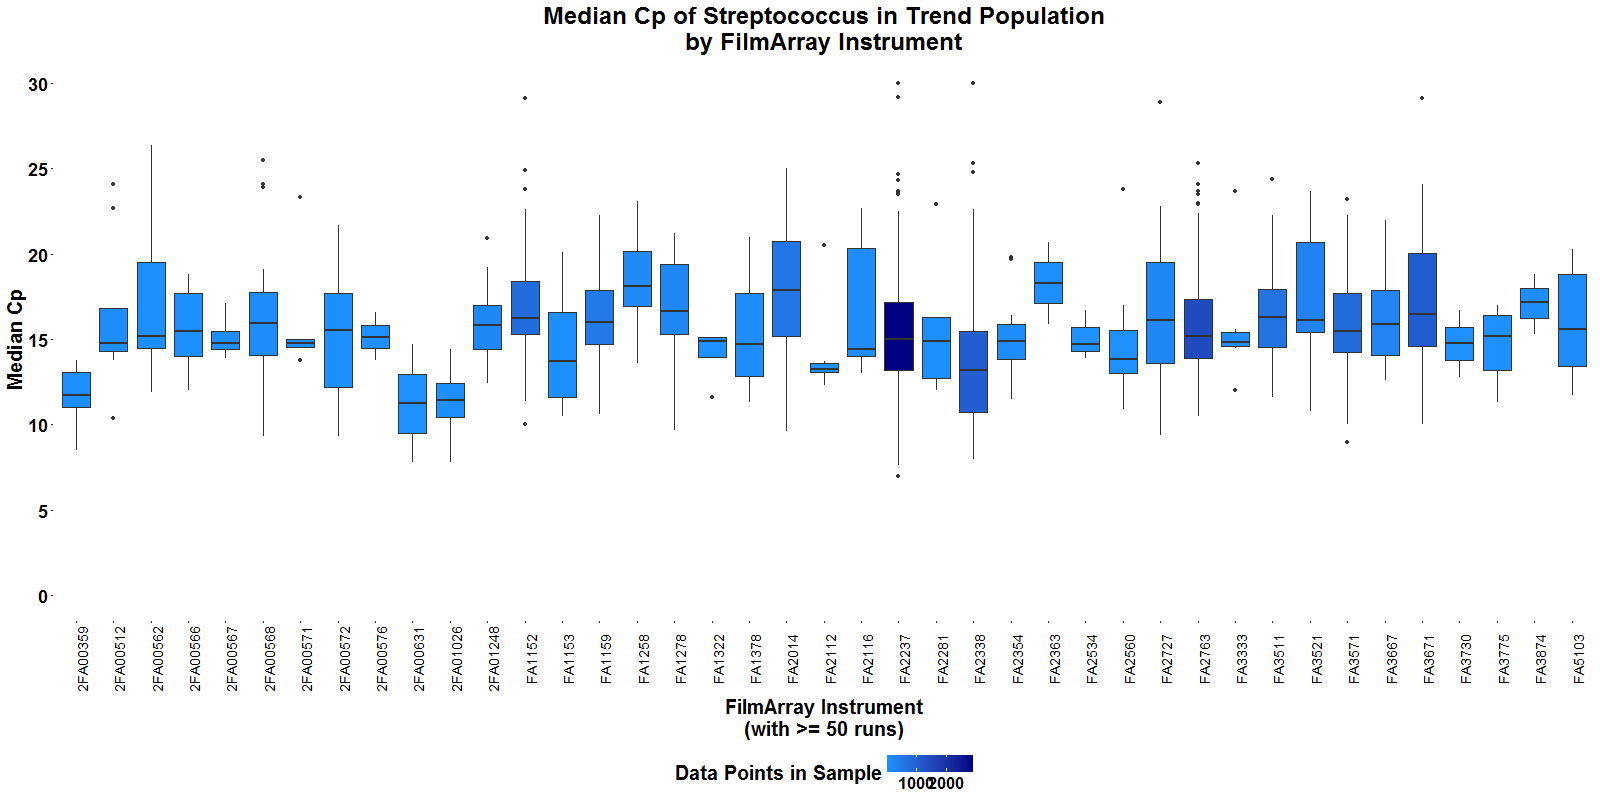 Median Cp of Streptococcus in Trend Population
by FilmArray Instrument
Median Cp
30
25
20
15
10
5
0
2FA00359
2FA00512
2FA00562
2FA00566
2FA00567
2FA00568
2FA00571
2FA00572
2FA00576
2FA00631
2FA01026
2FA01248
FA1152
FA1153
FA1159
FA1258
FA1278
FA1322
FA1378
FA2014
FA2112
FA2116
FA2237
FA2281
FA2338
FA2354
FA2363
FA2534
FA2560
FA2727
FA2763
FA3333
FA3511
FA3521
FA3571
FA3667
FA3671
FA3730
FA3775
FA3874
FA5103
FilmArray Instrument
(with >= 50 runs)
Data Points in Sample
1000 2000